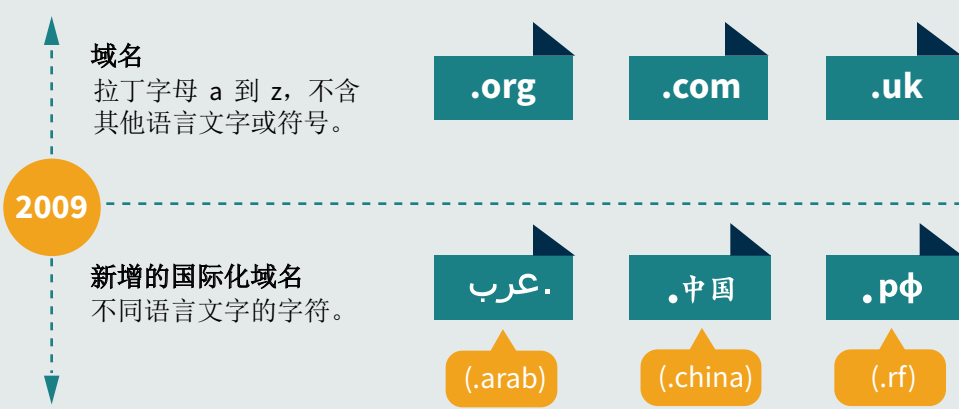 域名
拉丁字母 a 到 z，不含
其他语言文字或符号。
.org
.com
.uk
2009
新增的国际化域名
不同语言文字的字符。
.عرب
.中国
.рф
(.arab)
(.china)
(.rf)